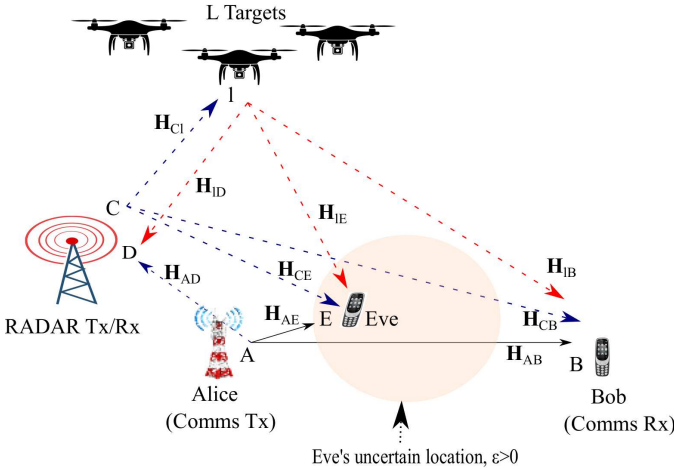 L Targets
l
H_Cl
H_lD
C
H_lE
D
H_lB
H_AD
H_CE
RADAR Tx/Rx
H_CB
H_AE
E
Eve
A
H_AB
B
Alice
(Comms Tx)
Bob
(Comms Rx)
Eve's uncertain location, ε>0